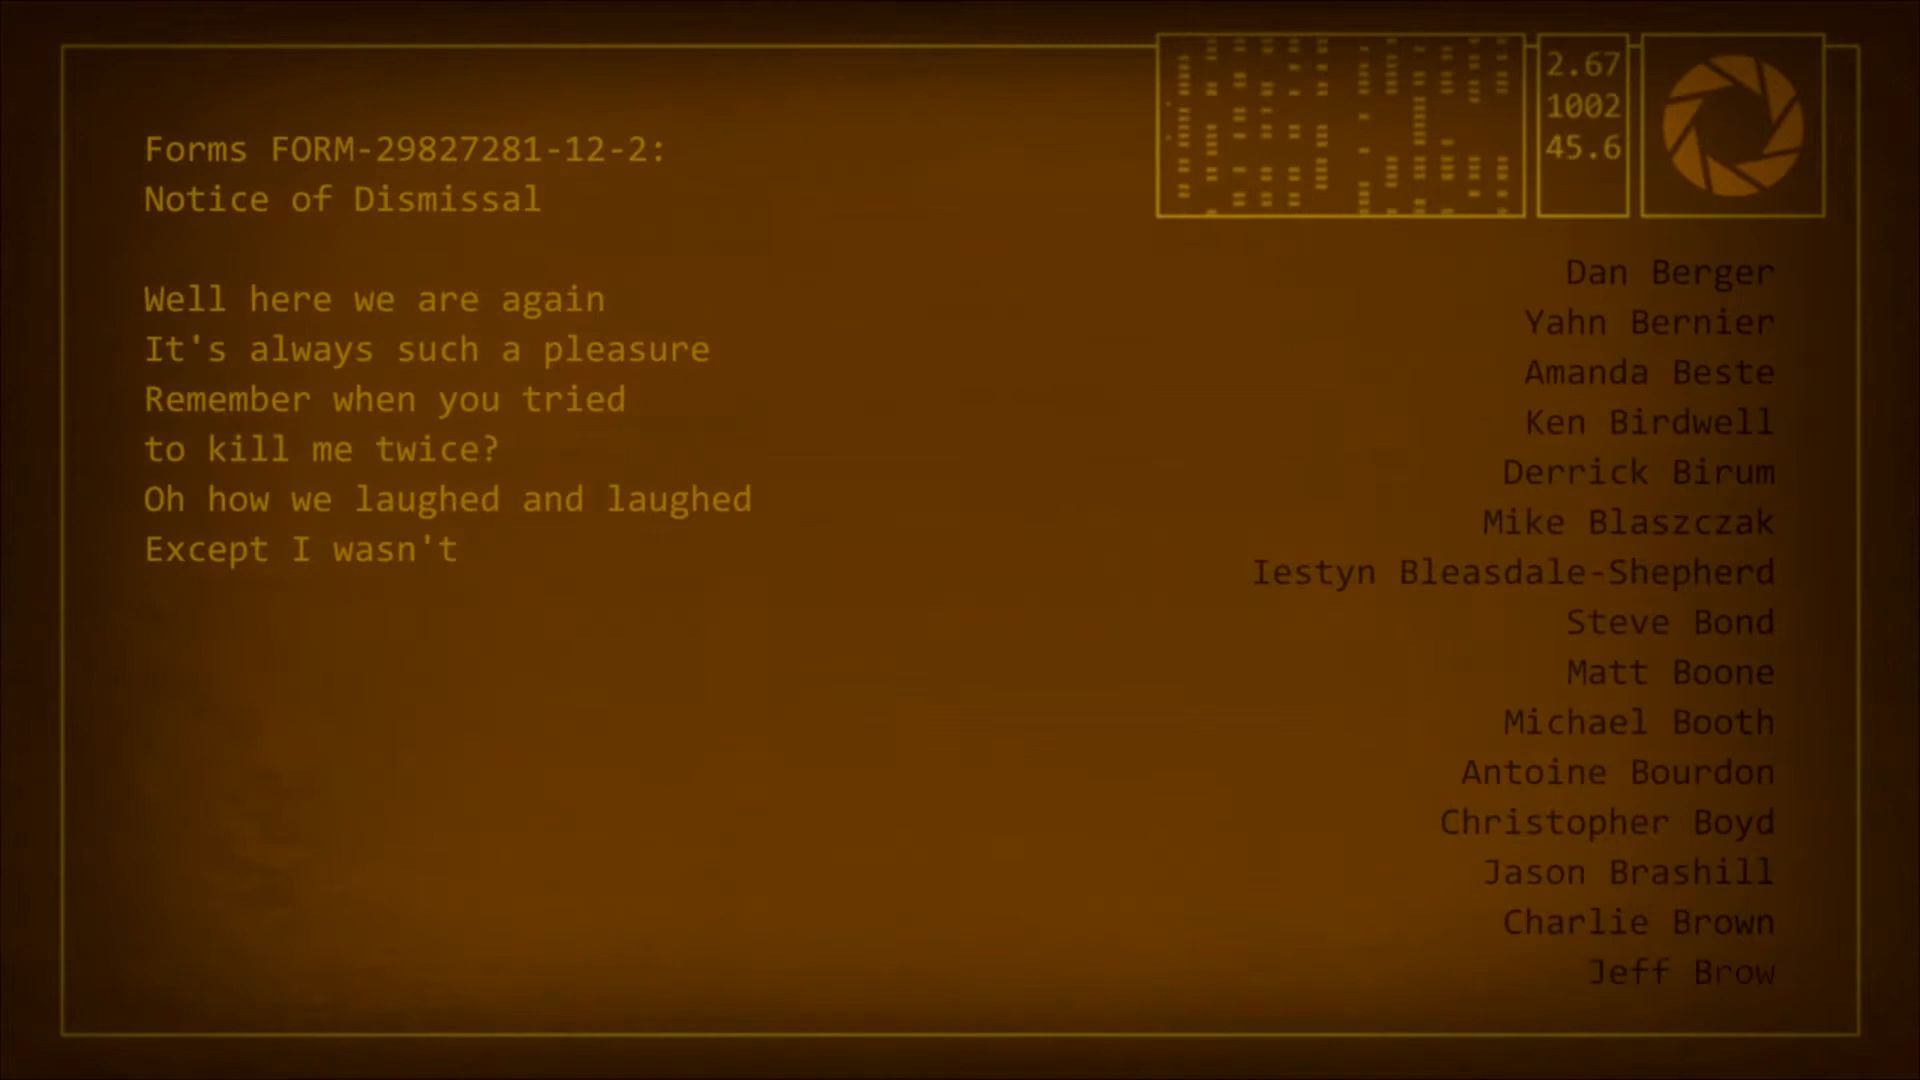 Forms FORM-29827281-12-2:
Notice of Dismissal
Well here we are again
It's always such a pleasure
Remember when you tried
to kill me twice?
Oh how we laughed and laughed
Except I wasn't
2.67
1002
45.6
Dan Berger
Yahn Bernier
Amanda Beste
Ken Birdwell
Derrick Birum
Mike Blaszczak
Iestyn Bleasdale-Shepherd
Steve Bond
Matt Boone
Michael Booth
Antoine Bourdon
Christopher Boyd
Jason Brashill
Charlie Brown
Jeff Brow